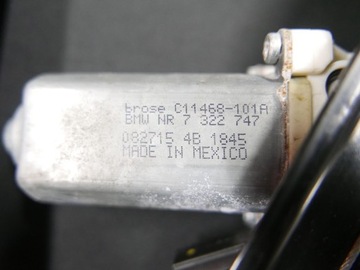 brose C11468-101A
BMW NR 7 322 747
082715 4B 1845
MADE IN MEXICO